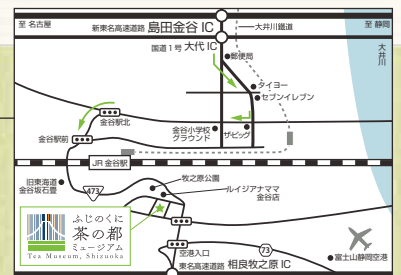 至 名古屋
新東名高速道路 島田金谷 IC
大井川鐵道
至 静岡
国道1号 大代 IC
郵便局
大井川
タイヨー
セブンイレブン
金谷駅北
金谷小学校
グラウンド
ザビッグ
金谷駅前
JR 金谷駅
旧東海道
金谷坂石畳
473
牧之原公園
ルイジアナママ
金谷店
ふじのくに
茶の都
ミュージアム
Tea Museum, Shizuoka
空港入口
73
東名高速道路 相良牧之原 IC
富士山静岡空港